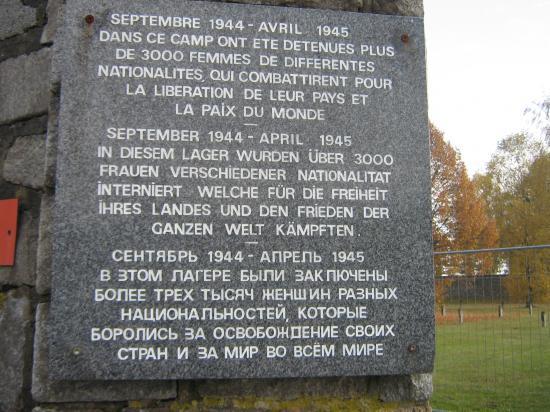 SEPTEMBRE 1944 - AVRIL 1945
DANS CE CAMP ONT ETE DETENUES PLUS
DE 3000 FEMMES DE DIFFERENTES
NATIONALITES, QUI COMBATTIRENT POUR
LA LIBERATION DE LEUR PAYS ET
LA PAIX DU MONDE
SEPTEMBER 1944 - APRIL 1945
IN DIESEM LAGER WURDEN ÜBER 3000
FRAUEN VERSCHIEDENER NATIONALITAT
INTERNIERT WELCHE FÜR DIE FREIHEIT
IHRES LANDES UND DEN FRIEDEN DER
GANZEN WELT KÄMPFTEN.
СЕНТЯБРЬ 1944 - АПРЕЛЬ 1945
В ЭТОМ ЛАГЕРЕ БЫЛИ ЗАКЛЮЧЕНЫ
БОЛЕЕ ТРЕХ ТЫСЯЧ ЖЕНЩИН РАЗНЫХ
НАЦИОНАЛЬНОСТЕЙ, КОТОРЫЕ
БОРОЛИСЬ ЗА ОСВОБОЖДЕНИЕ СВОИХ
СТРАН И ЗА МИР ВО ВСЁМ МИРЕ